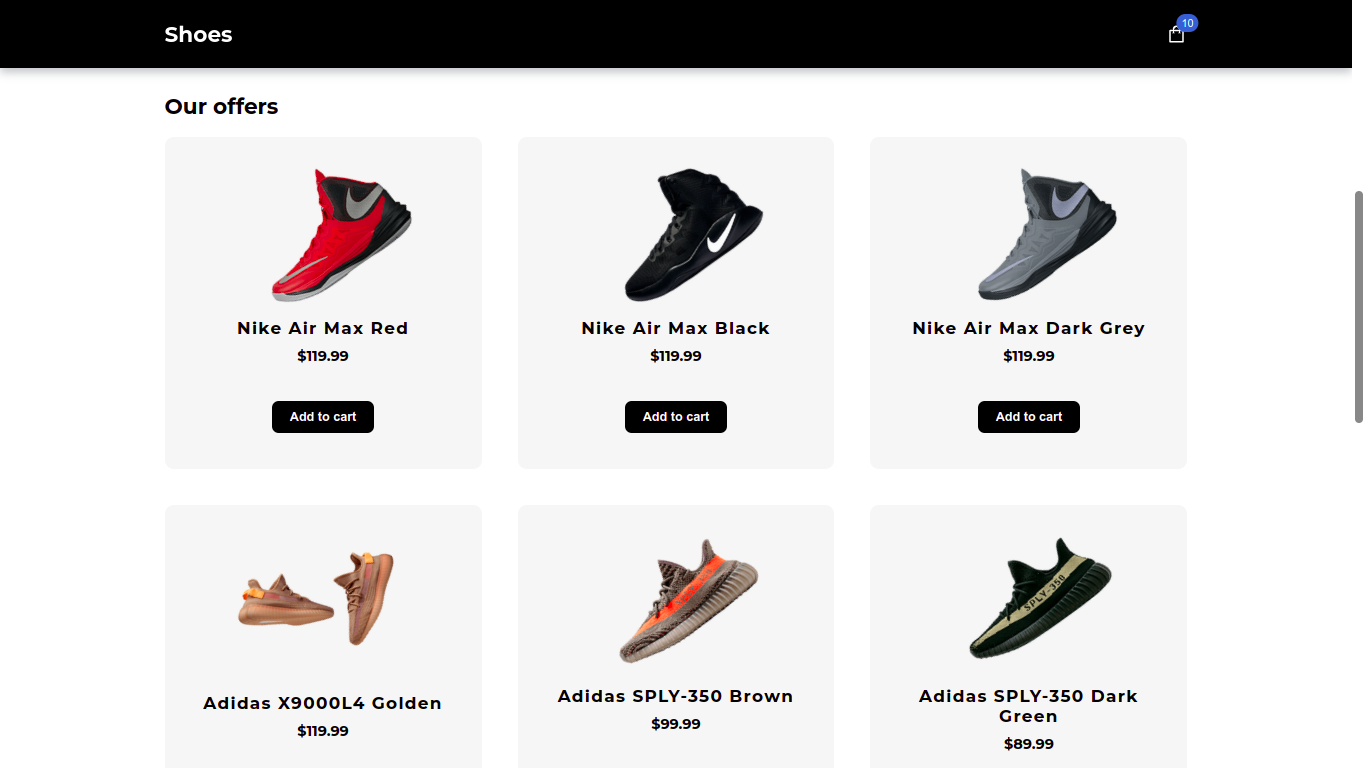 Shoes
10
Our offers
Nike Air Max Red
$119.99
Add to cart
Nike Air Max Black
$119.99
Add to cart
Nike Air Max Dark Grey
$119.99
Add to cart
Adidas X9000L4 Golden
$119.99
Adidas SPLY-350 Brown
$99.99
SPLY-350
Adidas SPLY-350 Dark
Green
$89.99